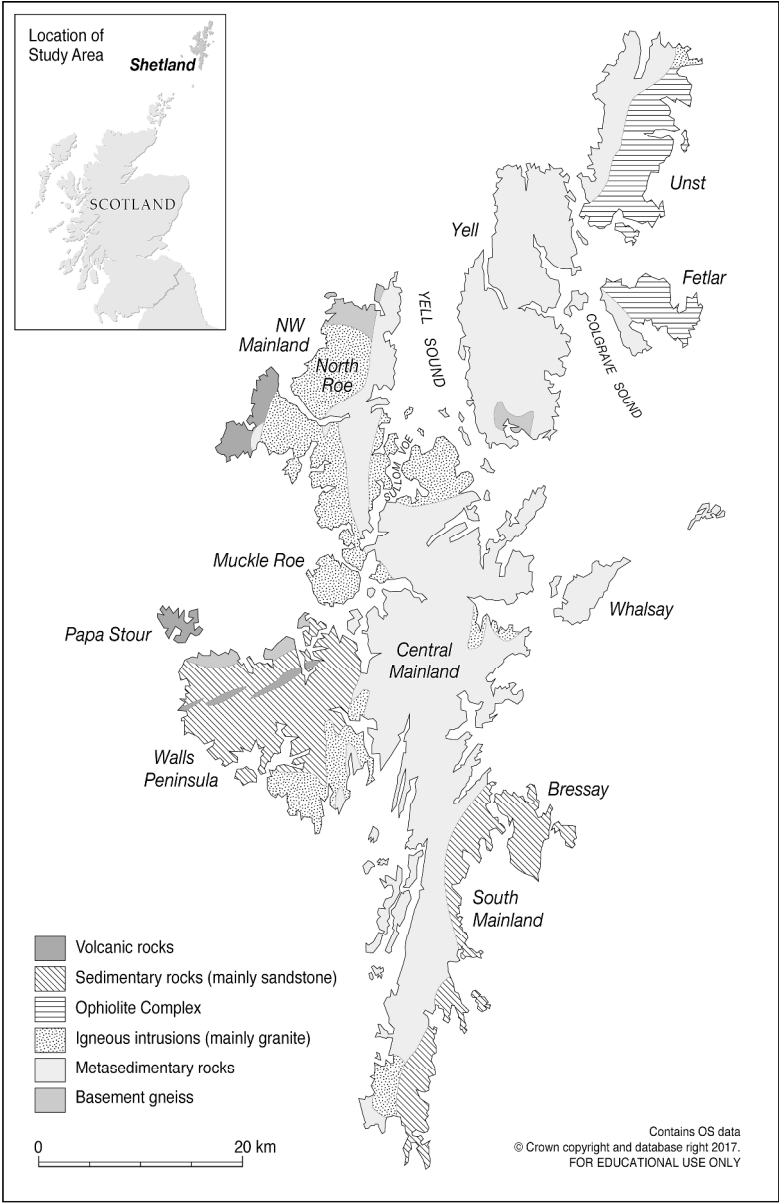 Location of
Study Area
Shetland
SCOTLAND
Unst
Yell
Fetlar
YELL SOUND
COLGRAVE SOUND
NW
Mainland
North
Roe
SULLOM VOE
Muckle Roe
Whalsay
Papa Stour
Central
Mainland
Walls
Peninsula
Bressay
South
Mainland
Volcanic rocks
Sedimentary rocks (mainly sandstone)
Ophiolite Complex
Igneous intrusions (mainly granite)
Metasedimentary rocks
Basement gneiss
0 20 km
Contains OS data
© Crown copyright and database right 2017.
FOR EDUCATIONAL USE ONLY